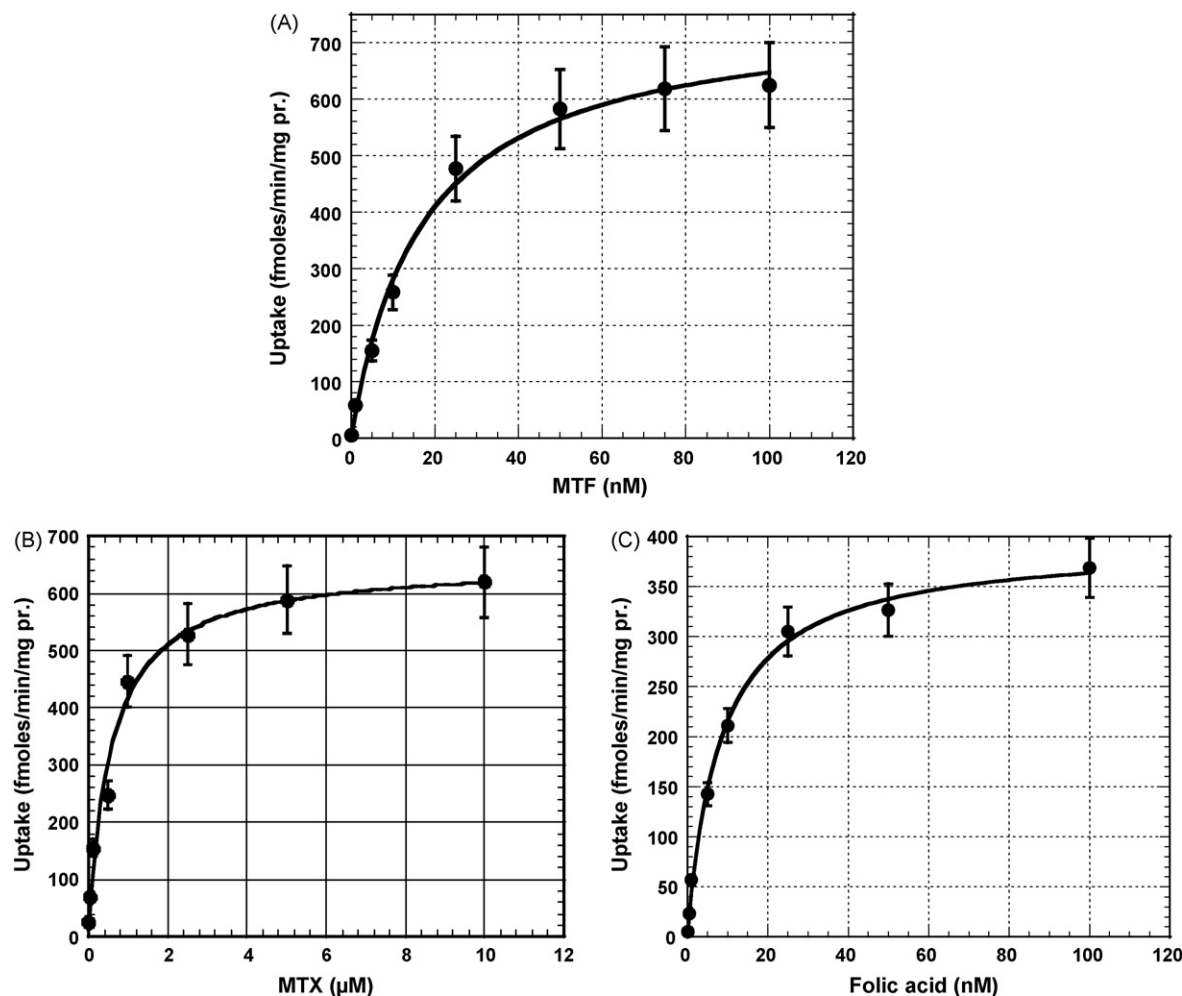 (A)
Uptake (fmoles/min/mg pr.)
700
600
500
400
300
200
100
0
0 20 40 60 80 100 120
MTF (nM)
(B)
Uptake (fmoles/min/mg pr.)
700
600
500
400
300
200
100
0
0 2 4 6 8 10 12
MTX (µM)
(C)
Uptake (fmoles/min/mg pr.)
400
350
300
250
200
150
100
50
0
0 20 40 60 80 100 120
Folic acid (nM)